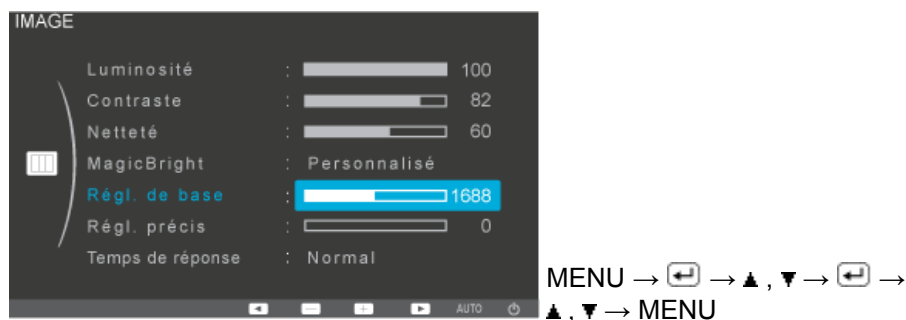 IMAGE
Luminosité : 100
Contraste : 82
Netteté : 60
MagicBright : Personnalisé
Régl. de base : 1688
Régl. précis : 0
Temps de réponse : Normal
AUTO
MENU → → ▲ , ▼ → →
▲ , ▼ → MENU